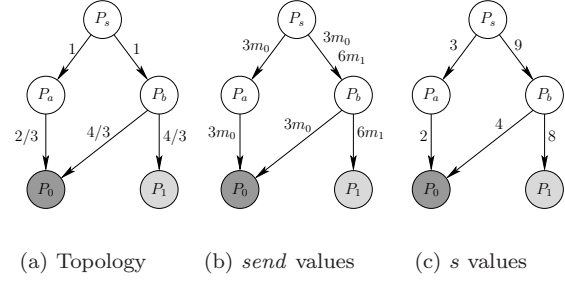 P_s P_s P_s
1 1 3m_0 3m_0 3 9
6m_1
P_a P_b P_a P_b P_a P_b
2/3 4/3 4/3 3m_0 3m_0 6m_1 2 4 8
P_0 P_1 P_0 P_1 P_0 P_1
(a) Topology (b) send values (c) s values